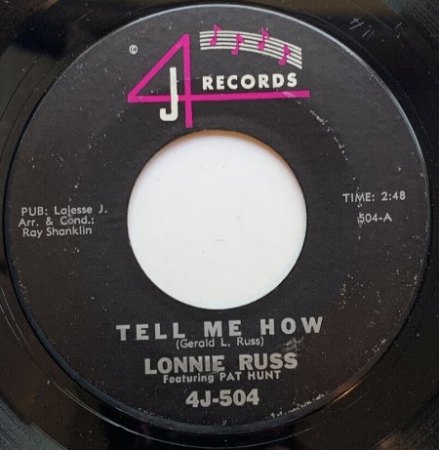 4J RECORDS
PUB: Lajesse J.
Arr. & Cond.:
Ray Shanklin
TIME: 2:48
504-A
TELL ME HOW
(Gerald L. Russ)
LONNIE RUSS
Featuring PAT HUNT
4J-504